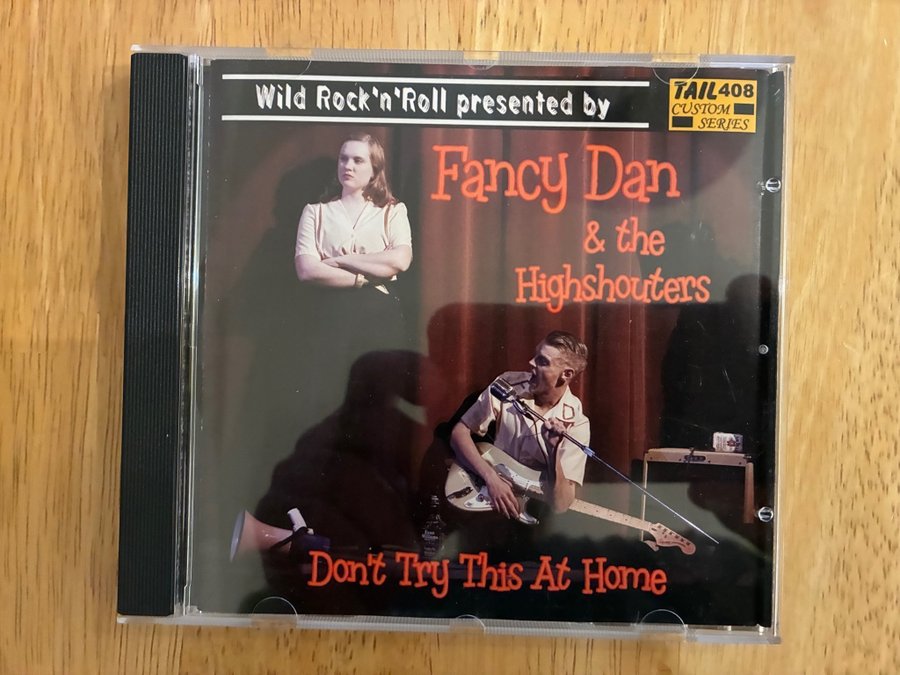 Wild Rock'n'Roll presented by
TAIL 408
CUSTOM
SERIES
Fancy Dan
& the
Highshouters
Don't Try This At Home